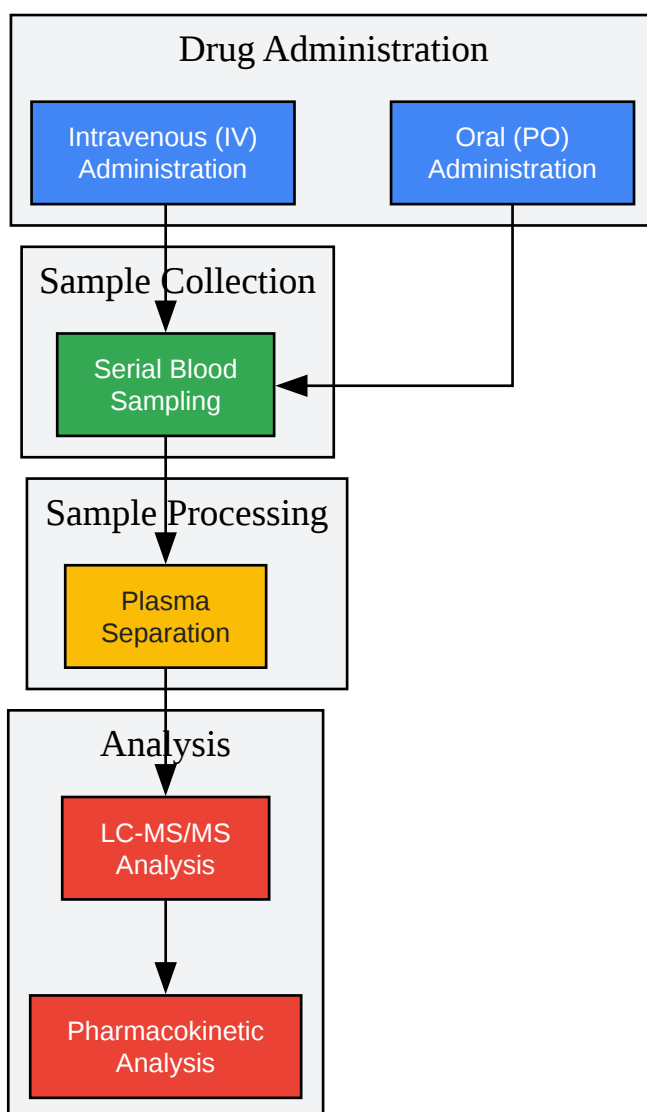 Drug Administration
Intravenous (IV)
Administration
Oral (PO)
Administration
Sample Collection
Serial Blood
Sampling
Sample Processing
Plasma
Separation
Analysis
LC-MS/MS
Analysis
Pharmacokinetic
Analysis